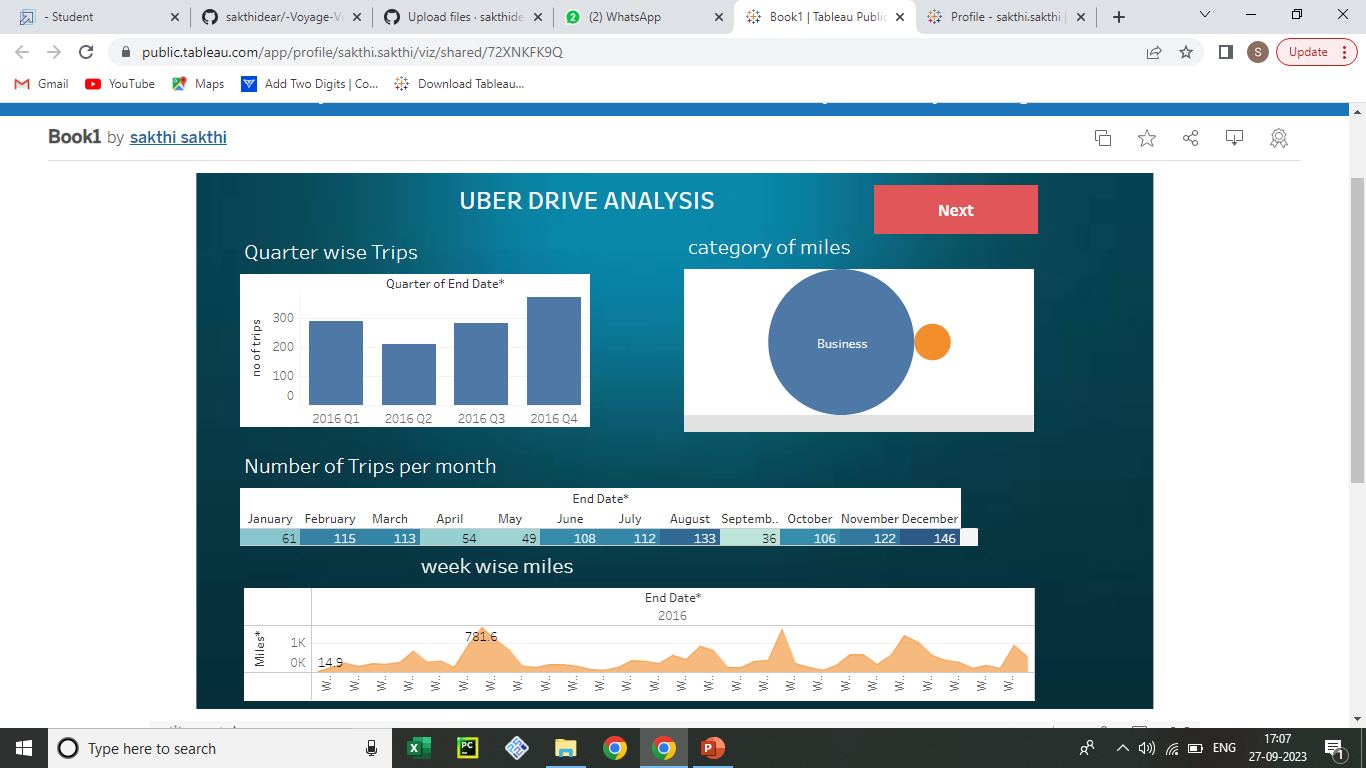 - Student
sakthidear/-Voyage-Vi
Upload files · sakthide
(2) WhatsApp
Book1 | Tableau Public
Profile - sakthi.sakthi |
public.tableau.com/app/profile/sakthi.sakthi/viz/shared/72XNKFK9Q
S
Update
Gmail
YouTube
Maps
Add Two Digits | Co...
Download Tableau...
Book1 by sakthi sakthi
UBER DRIVE ANALYSIS
Next
Quarter wise Trips
category of miles
Quarter of End Date*
no of trips
300
200
100
0
2016 Q1 2016 Q2 2016 Q3 2016 Q4
Business
Number of Trips per month
End Date*
January February March April May June July August Septemb.. October November December
61 115 113 54 49 108 112 133 36 106 122 146
week wise miles
End Date*
2016
Miles*
1K
0K
781.6
14.9
W.. W.. W.. W.. W.. W.. W.. W.. W.. W.. W.. W.. W.. W.. W.. W.. W.. W.. W.. W.. W.. W.. W.. W.. W.. W..
Type here to search
ENG
17:07
27-09-2023
1